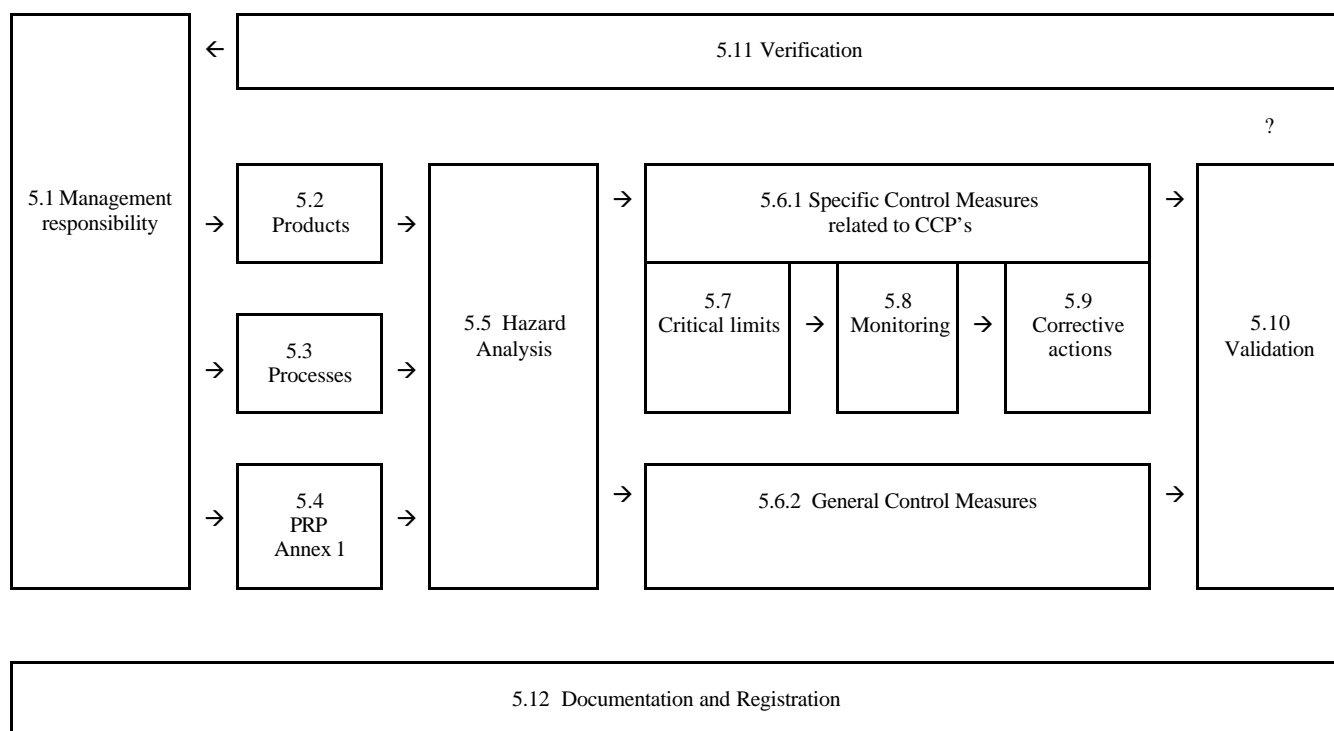 ←
5.11 Verification
?
5.1 Management
responsibility
→
5.2
Products
→
→
5.6.1 Specific Control Measures
related to CCP’s
→
5.5 Hazard
Analysis
5.7
Critical limits
→
5.8
Monitoring
→
5.9
Corrective
actions
5.10
Validation
→
5.3
Processes
→
→
5.4
PRP
Annex 1
→
→
5.6.2 General Control Measures
→
5.12 Documentation and Registration